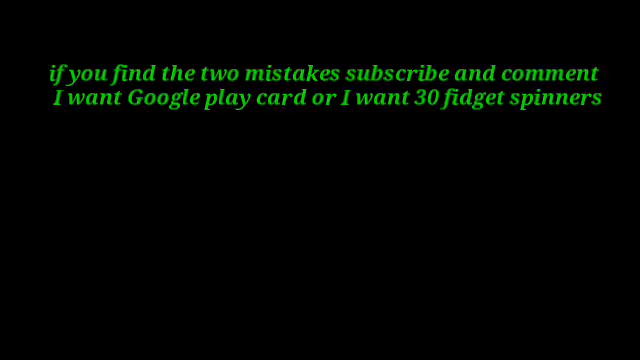 if you find the two mistakes subscribe and comment
I want Google play card or I want 30 fidget spinners